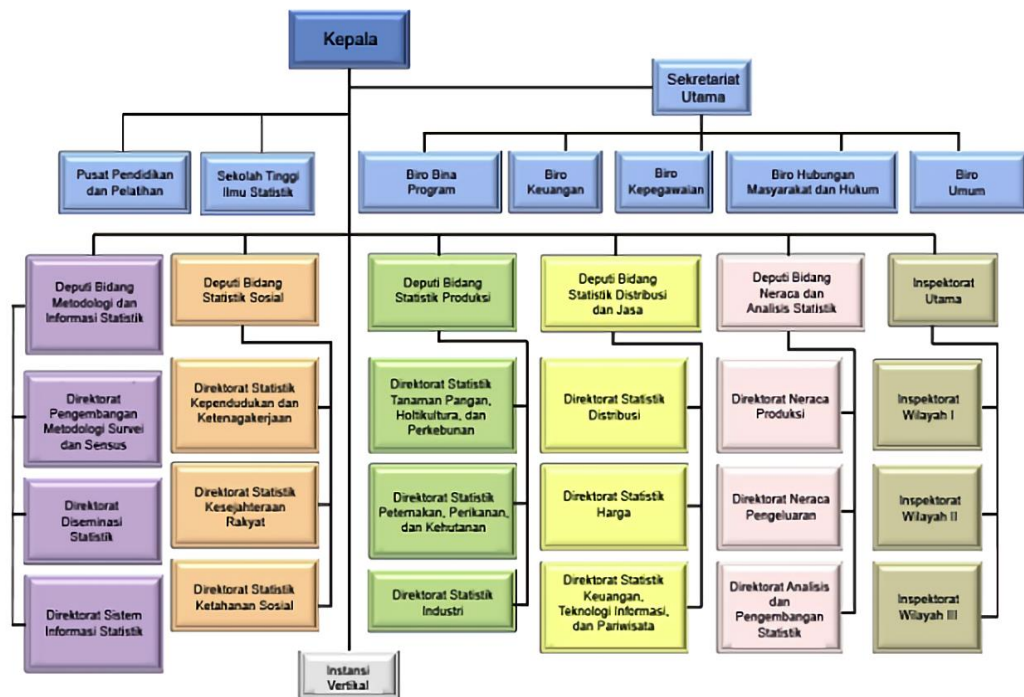 Kepala
Sekretariat
Utama
Pusat Pendidikan
dan Pelatihan
Sekolah Tinggi
Ilmu Statistik
Biro Bina
Program
Biro
Keuangan
Biro
Kepegawaian
Biro Hubungan
Masyarakat dan Hukum
Biro
Umum
Deputi Bidang
Metodologi dan
Informasi Statistik
Deputi Bidang
Statistik Sosial
Deputi Bidang
Statistik Produksi
Deputi Bidang
Statistik Distribusi
dan Jasa
Deputi Bidang
Neraca dan
Analisis Statistik
Inspektorat
Utama
Direktorat
Pengembangan
Metodologi Survei
dan Sensus
Direktorat Statistik
Kependudukan dan
Ketenagakerjaan
Direktorat Statistik
Tanaman Pangan,
Holtikultura, dan
Perkebunan
Direktorat Statistik
Distribusi
Direktorat Neraca
Produksi
Inspektorat
Wilayah I
Direktorat
Diseminasi
Statistik
Direktorat Statistik
Kesejahteraan
Rakyat
Direktorat Statistik
Peternakan, Perikanan,
dan Kehutanan
Direktorat Statistik
Harga
Direktorat Neraca
Pengeluaran
Inspektorat
Wilayah II
Direktorat Sistem
Informasi Statistik
Direktorat Statistik
Ketahanan Sosial
Direktorat Statistik
Industri
Direktorat Statistik
Keuangan,
Teknologi Informasi,
dan Pariwisata
Direktorat Analisis
dan
Pengembangan
Statistik
Inspektorat
Wilayah III
Instansi
Vertikal